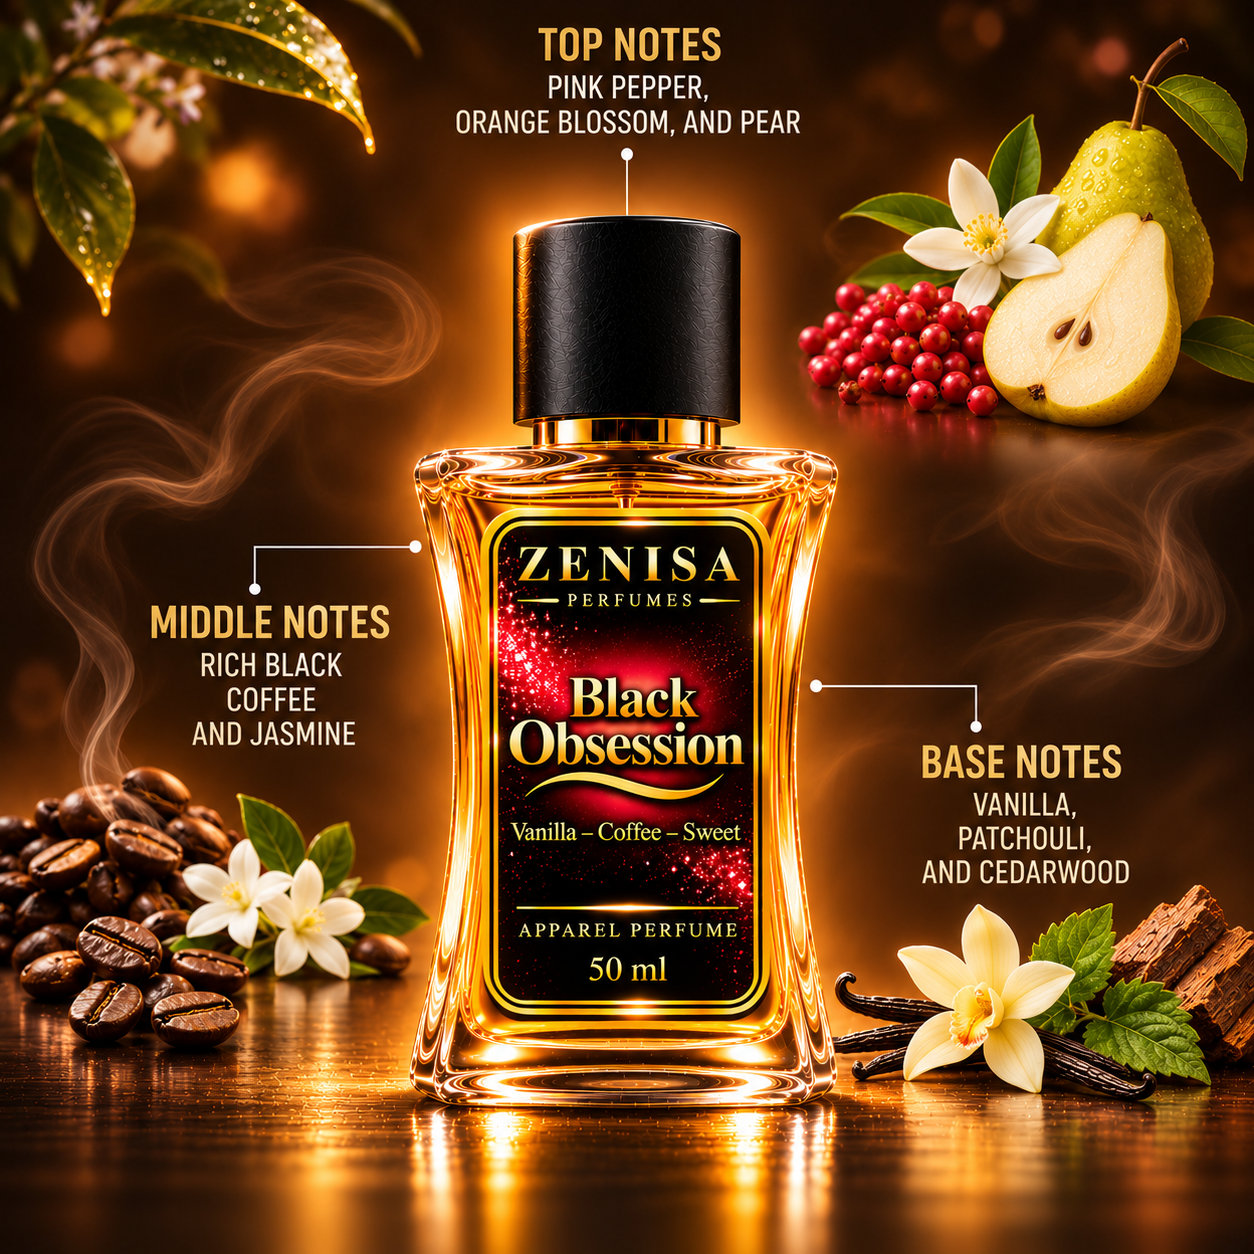 TOP NOTES
PINK PEPPER,
ORANGE BLOSSOM, AND PEAR
ZENISA
PERFUMES
Black
Obsession
Vanilla – Coffee – Sweet
APPAREL PERFUME
50 ml
MIDDLE NOTES
RICH BLACK
COFFEE
AND JASMINE
BASE NOTES
VANILLA,
PATCHOULI,
AND CEDARWOOD